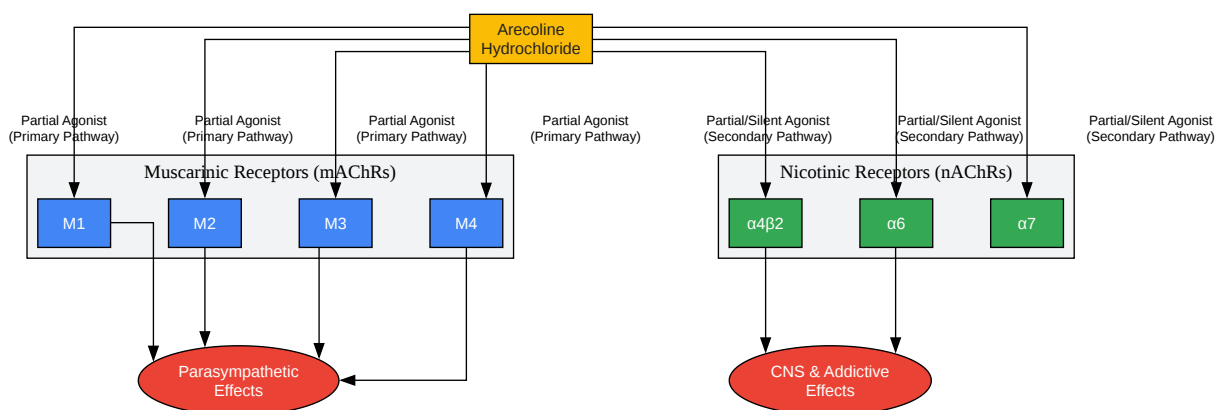 Arecoline
Hydrochloride
Partial Agonist
(Primary Pathway)
Partial Agonist
(Primary Pathway)
Partial Agonist
(Primary Pathway)
Partial Agonist
(Primary Pathway)
Partial/Silent Agonist
(Secondary Pathway)
Partial/Silent Agonist
(Secondary Pathway)
Partial/Silent Agonist
(Secondary Pathway)
Muscarinic Receptors (mAChRs)
Nicotinic Receptors (nAChRs)
M1
M2
M3
M4
α4β2
α6
α7
Parasympathetic
Effects
CNS & Addictive
Effects